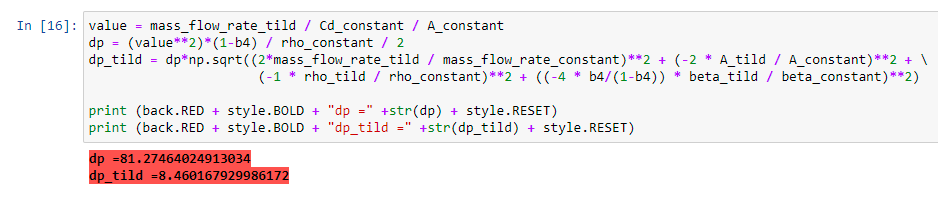 In [16]: value = mass_flow_rate_tild / Cd_constant / A_constant
dp = (value**2)*(1-b4) / rho_constant / 2
dp_tild = dp*np.sqrt((2*mass_flow_rate_tild / mass_flow_rate_constant)**2 + (-2 * A_tild / A_constant)**2 + \
(-1 * rho_tild / rho_constant)**2 + ((-4 * b4/(1-b4)) * beta_tild / beta_constant)**2)
print (back.RED + style.BOLD + "dp =" +str(dp) + style.RESET)
print (back.RED + style.BOLD + "dp_tild =" +str(dp_tild) + style.RESET)
dp =81.27464024913034
dp_tild =8.460167929986172